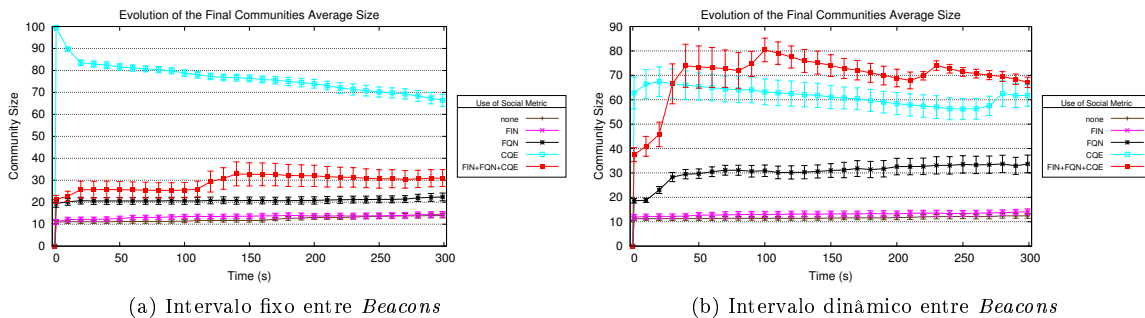 Evolution of the Final Communities Average Size
Community Size
100
90
80
70
60
50
40
30
20
10
0
0
50
100
150
200
250
300
Time (s)
Use of Social Metric
none
FIN
FQN
CQE
FIN+FQN+CQE
(a) Intervalo fixo entre Beacons
Evolution of the Final Communities Average Size
Community Size
90
80
70
60
50
40
30
20
10
0
0
50
100
150
200
250
300
Time (s)
Use of Social Metric
none
FIN
FQN
CQE
FIN+FQN+CQE
(b) Intervalo dinâmico entre Beacons